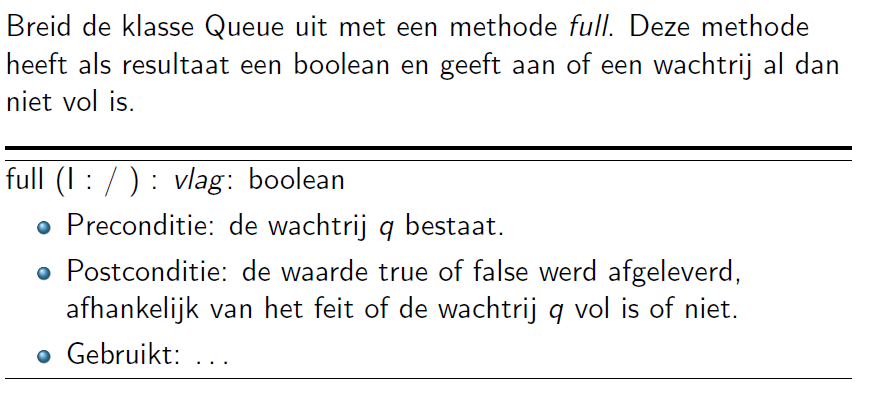 Breid de klasse Queue uit met een methode full. Deze methode
heeft als resultaat een boolean en geeft aan of een wachtrij al dan
niet vol is.
full (I : / ) : vlag: boolean
Preconditie: de wachtrij q bestaat.
Postconditie: de waarde true of false werd afgeleverd,
afhankelijk van het feit of de wachtrij q vol is of niet.
Gebruikt: ...